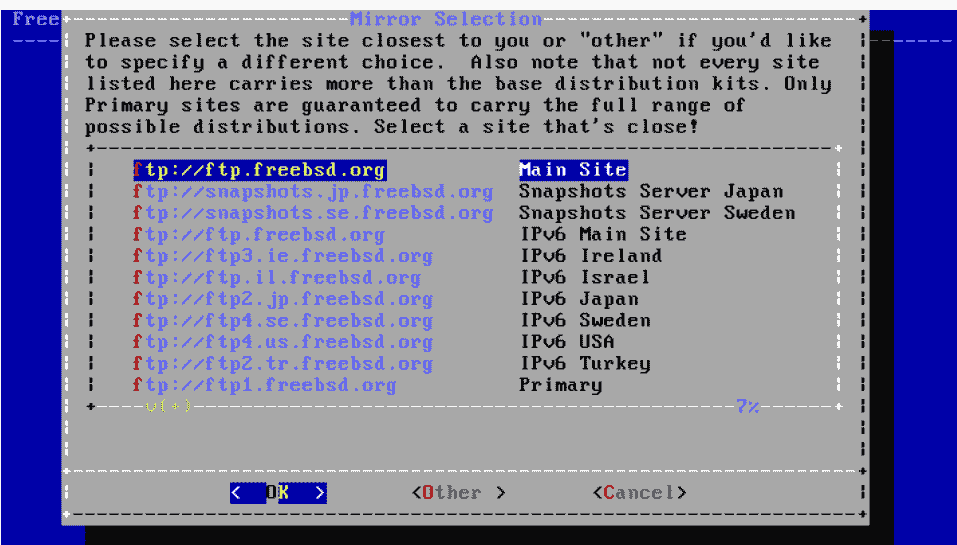 Free
Mirror Selection
Please select the site closest to you or "other" if you'd like
to specify a different choice.  Also note that not every site
listed here carries more than the base distribution kits. Only
Primary sites are guaranteed to carry the full range of
possible distributions. Select a site that's close!
ftp://ftp.freebsd.org Main Site
ftp://snapshots.jp.freebsd.org Snapshots Server Japan
ftp://snapshots.se.freebsd.org Snapshots Server Sweden
ftp://ftp.freebsd.org IPv6 Main Site
ftp://ftp3.ie.freebsd.org IPv6 Ireland
ftp://ftp.il.freebsd.org IPv6 Israel
ftp://ftp2.jp.freebsd.org IPv6 Japan
ftp://ftp4.se.freebsd.org IPv6 Sweden
ftp://ftp4.us.freebsd.org IPv6 USA
ftp://ftp2.tr.freebsd.org IPv6 Turkey
ftp://ftp1.freebsd.org Primary
v(+) 7%
< OK > <Other > <Cancel>